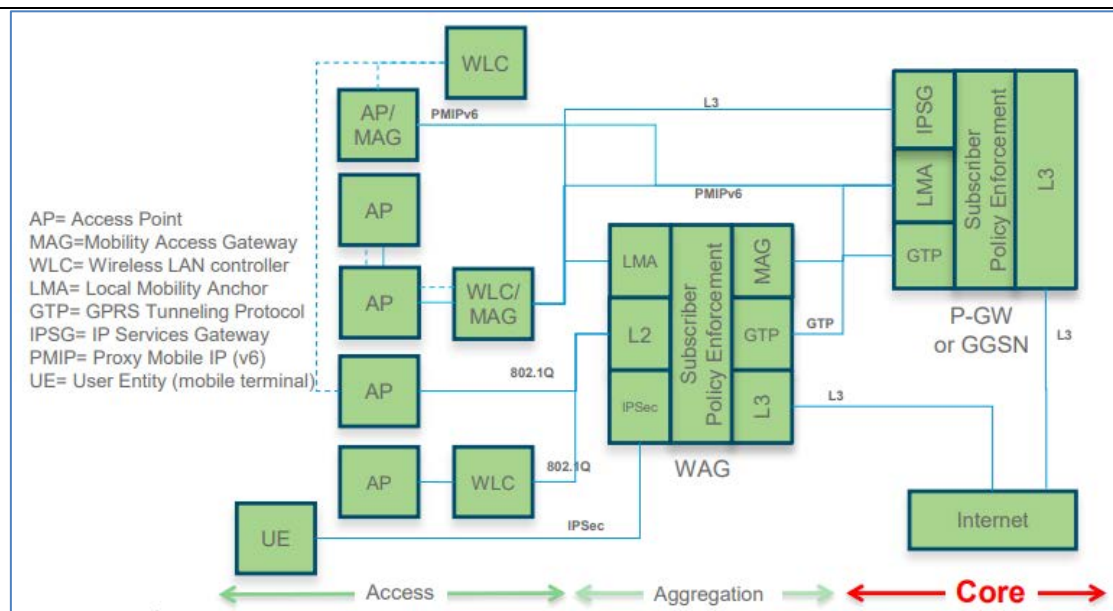 WLC
AP/
MAG
PMIPv6
L3
IPSG
LMA
GTP
Subscriber
Policy Enforcement
L3
P-GW
or GGSN
L3
AP
PMIPv6
AP= Access Point
MAG=Mobility Access Gateway
WLC= Wireless LAN controller
LMA= Local Mobility Anchor
GTP= GPRS Tunneling Protocol
IPSG= IP Services Gateway
PMIP= Proxy Mobile IP (v6)
UE= User Entity (mobile terminal)
AP
WLC/
MAG
LMA
L2
IPSec
Subscriber
Policy Enforcement
MAG
GTP
L3
WAG
GTP
L3
AP
802.1Q
AP
WLC
802.1Q
UE
IPSec
Internet
Access
Aggregation
Core